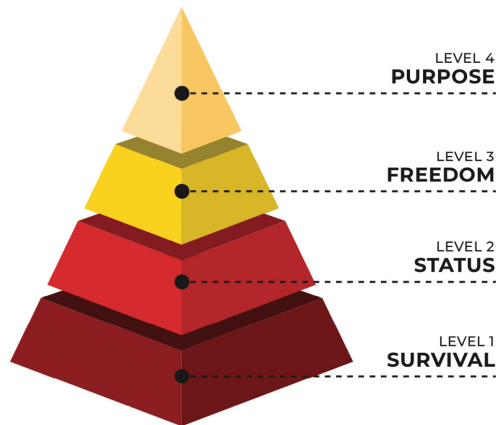 LEVEL 4
PURPOSE
LEVEL 3
FREEDOM
LEVEL 2
STATUS
LEVEL 1
SURVIVAL